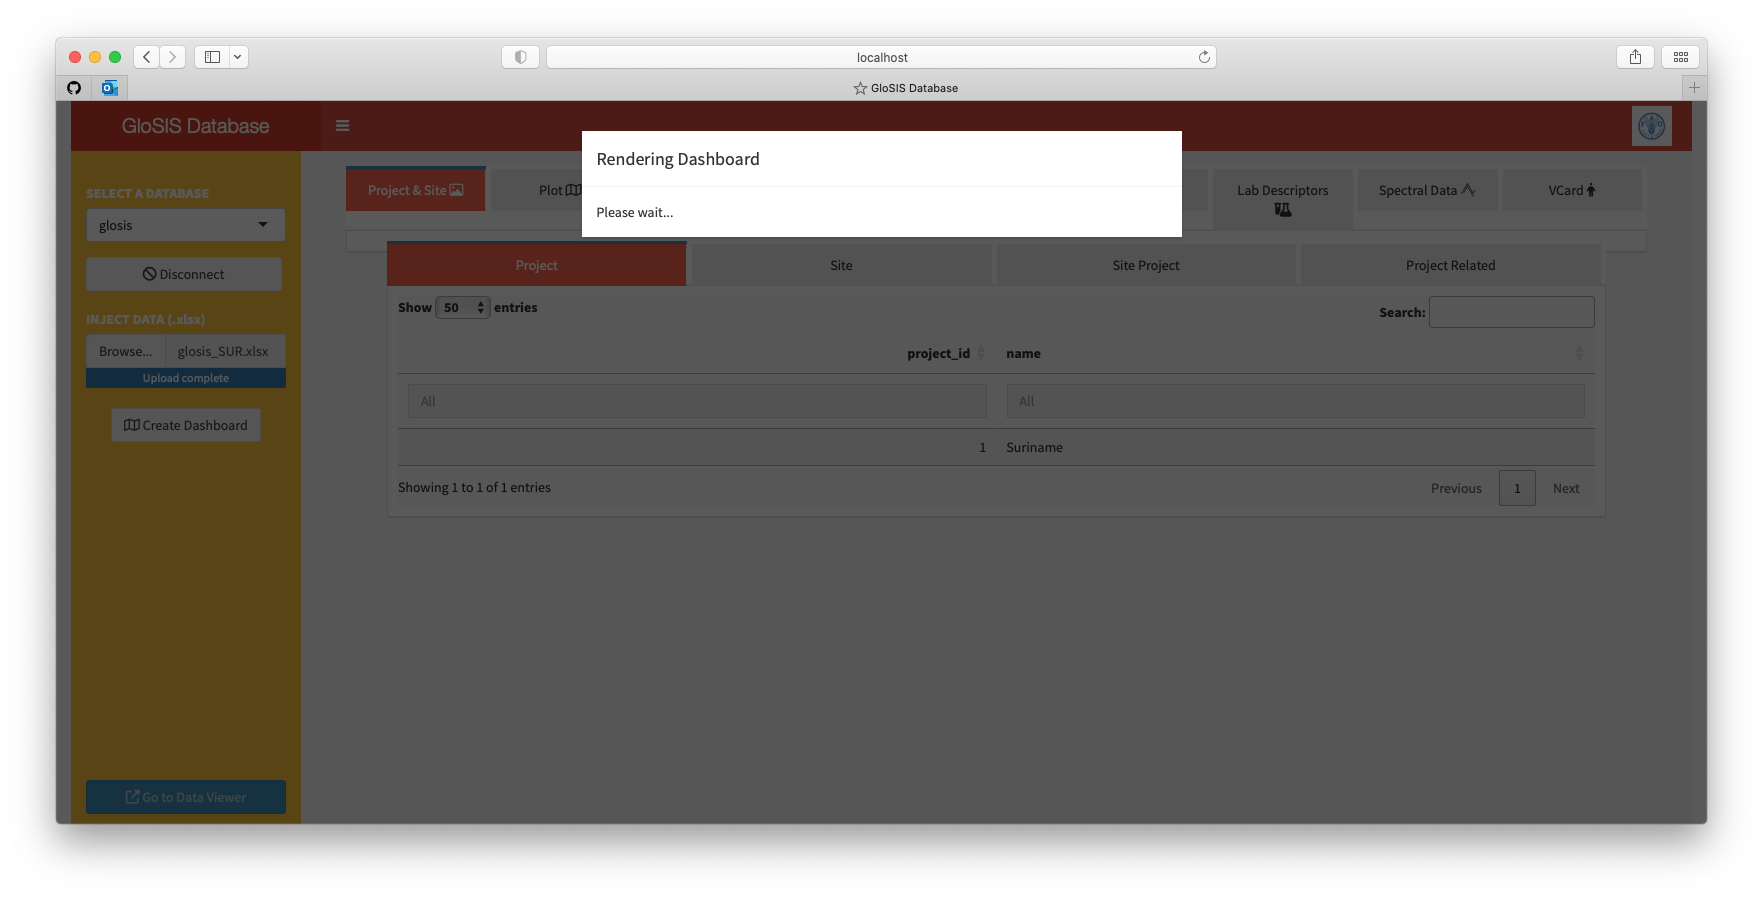 localhost
GloSIS Database
GloSIS Database
Rendering Dashboard
Please wait...
SELECT A DATABASE
glosis
Disconnect
INJECT DATA (.xlsx)
Browse... glosis_SUR.xlsx
Upload complete
Create Dashboard
Go to Data Viewer
Project & Site
Plot
Lab Descriptors
Spectral Data
VCard
Project
Site
Site Project
Project Related
Show 50 entries
Search:
project_id name
All All
1 Suriname
Showing 1 to 1 of 1 entries
Previous 1 Next